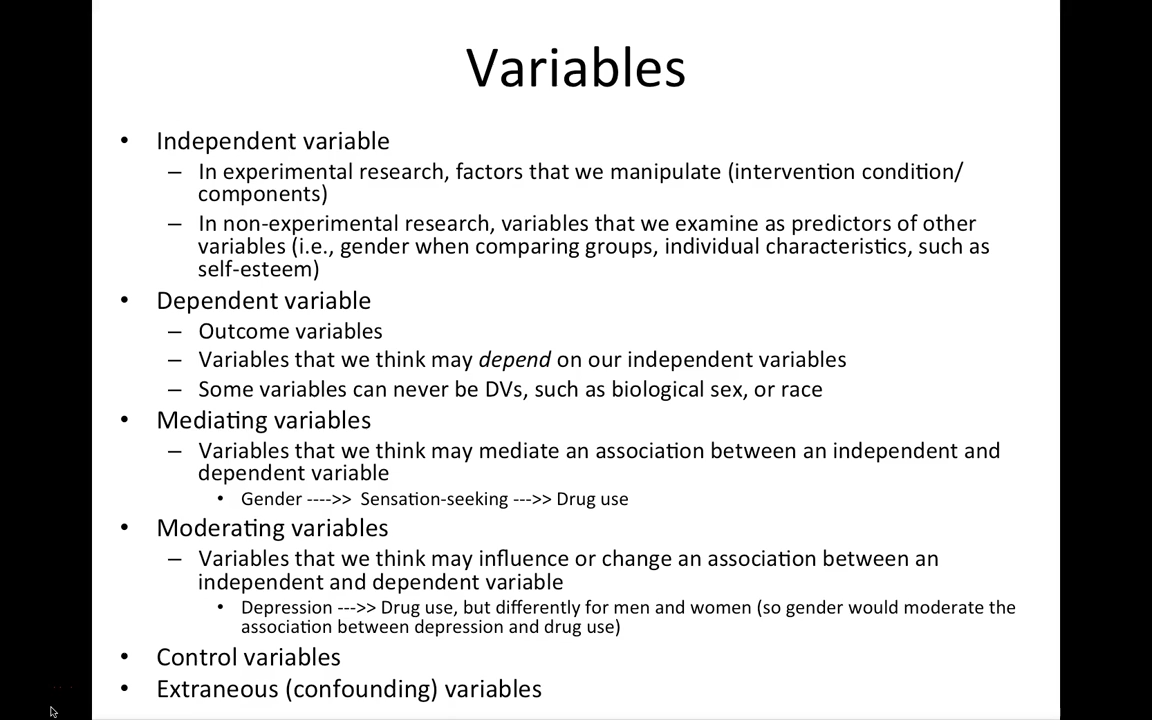 Variables
• Independent variable
– In experimental research, factors that we manipulate (intervention condition/
components)
– In non-experimental research, variables that we examine as predictors of other
variables (i.e., gender when comparing groups, individual characteristics, such as
self-esteem)
• Dependent variable
– Outcome variables
– Variables that we think may depend on our independent variables
– Some variables can never be DVs, such as biological sex, or race
• Mediating variables
– Variables that we think may mediate an association between an independent and
dependent variable
• Gender ---->> Sensation-seeking --->> Drug use
• Moderating variables
– Variables that we think may influence or change an association between an
independent and dependent variable
• Depression --->> Drug use, but differently for men and women (so gender would moderate the
association between depression and drug use)
• Control variables
• Extraneous (confounding) variables